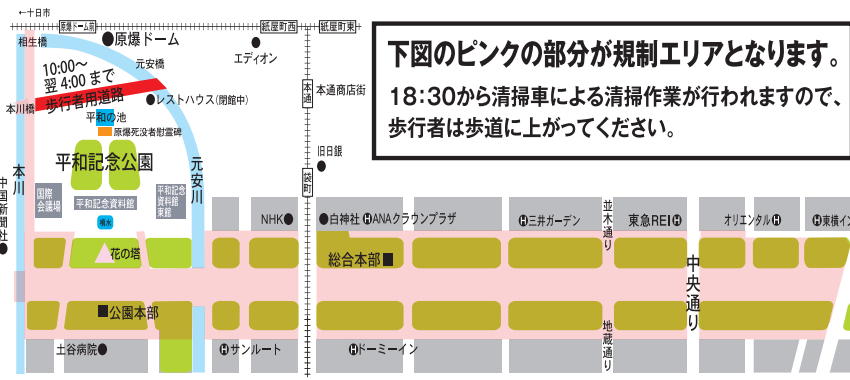 ←十日市
原爆ドーム前
紙屋町西
紙屋町東
相生橋
●原爆ドーム
元安橋
エディオン
10:00〜
翌4:00まで
歩行者用道路
本川橋
●レストハウス(閉館中)
平和の池
原爆死没者慰霊碑
本通
本通商店街
下図のピンクの部分が規制エリアとなります。
18:30から清掃車による清掃作業が行われますので、
歩行者は歩道に上がってください。
平和記念公園
旧日銀
袋町
本川
元安川
中国新聞社●
国際
会議場
平和記念資料館
平和記念
資料館
東館
噴水
花の塔
NHK●
●白神社
ⒽANAクラウンプラザ
Ⓗ三井ガーデン
並木通り
東急REIⒽ
オリエンタルⒽ
Ⓗ東横イン
総合本部■
中央通り
■公園本部
地蔵通り
土谷病院●
Ⓗサンルート
Ⓗドーミーイン